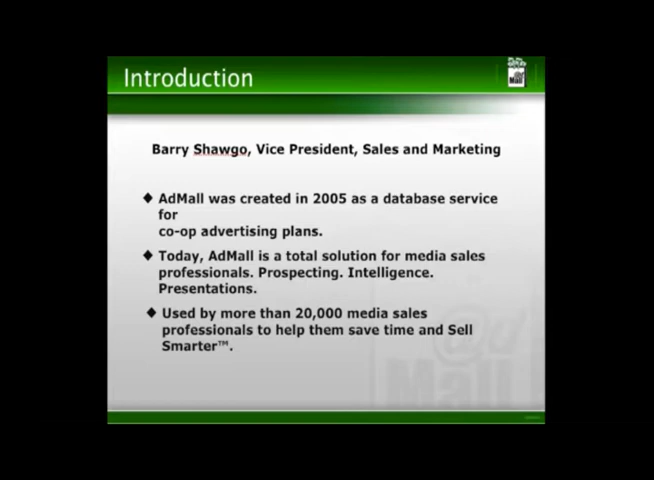 Introduction
@d
Mall
Barry Shawgo, Vice President, Sales and Marketing
◆ AdMall was created in 2005 as a database service
for
co-op advertising plans.
◆ Today, AdMall is a total solution for media sales
professionals. Prospecting. Intelligence.
Presentations.
◆ Used by more than 20,000 media sales
professionals to help them save time and Sell
Smarter™.
@d
Mall